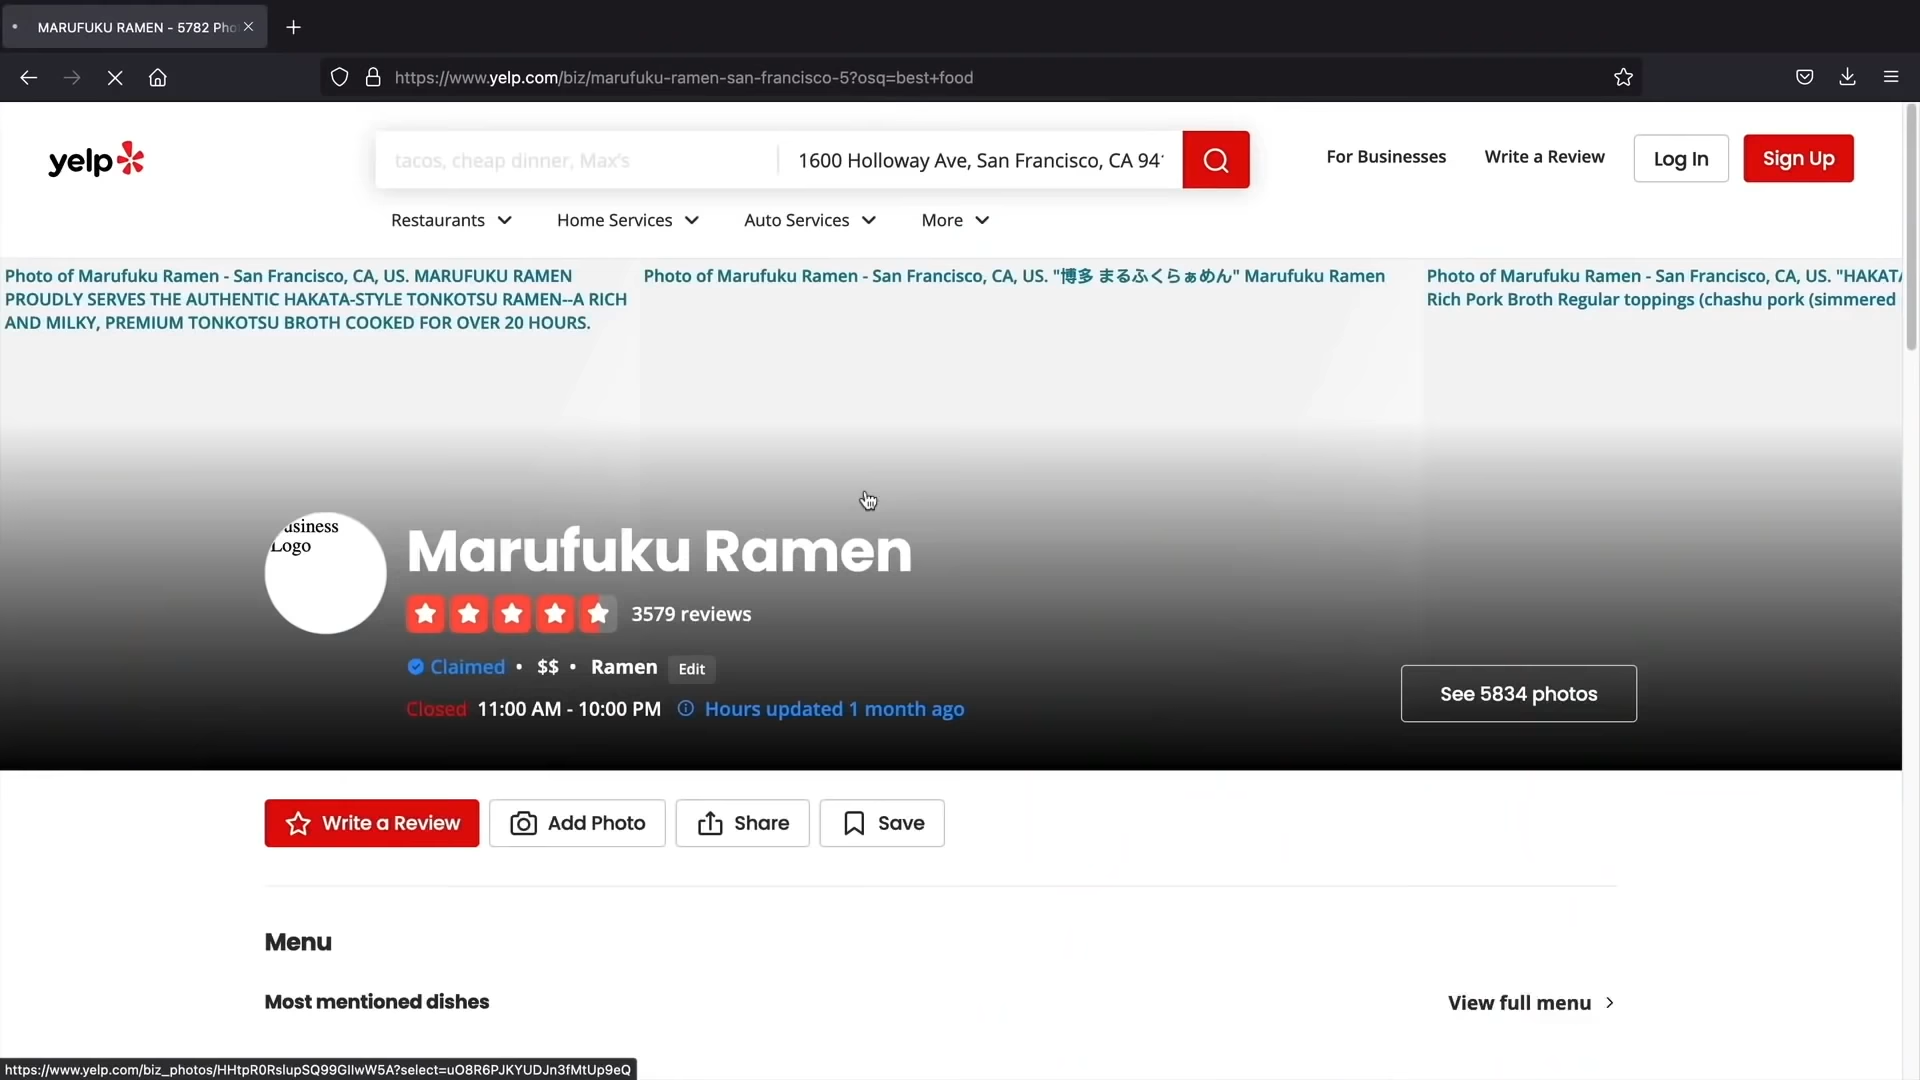 MARUFUKU RAMEN - 5782 Pho
https://www.yelp.com/biz/marufuku-ramen-san-francisco-5?osq=best+food
yelp
tacos, cheap dinner, Max's
1600 Holloway Ave, San Francisco, CA 94
For Businesses
Write a Review
Log In
Sign Up
Restaurants
Home Services
Auto Services
More
Photo of Marufuku Ramen - San Francisco, CA, US. MARUFUKU RAMEN
PROUDLY SERVES THE AUTHENTIC HAKATA-STYLE TONKOTSU RAMEN--A RICH
AND MILKY, PREMIUM TONKOTSU BROTH COOKED FOR OVER 20 HOURS.
Photo of Marufuku Ramen - San Francisco, CA, US. "博多 まるふくらぁめん" Marufuku Ramen
Photo of Marufuku Ramen - San Francisco, CA, US. "HAKATA
Rich Pork Broth Regular toppings (chashu pork (simmered
Business
Logo
Marufuku Ramen
3579 reviews
Claimed • $$ • Ramen Edit
Closed 11:00 AM - 10:00 PM Hours updated 1 month ago
See 5834 photos
Write a Review
Add Photo
Share
Save
Menu
Most mentioned dishes
View full menu
https://www.yelp.com/biz_photos/HHtpR0RslupSQ99GIlwW5A?select=uO8R6PJKYUDJn3fMtUp9eQ